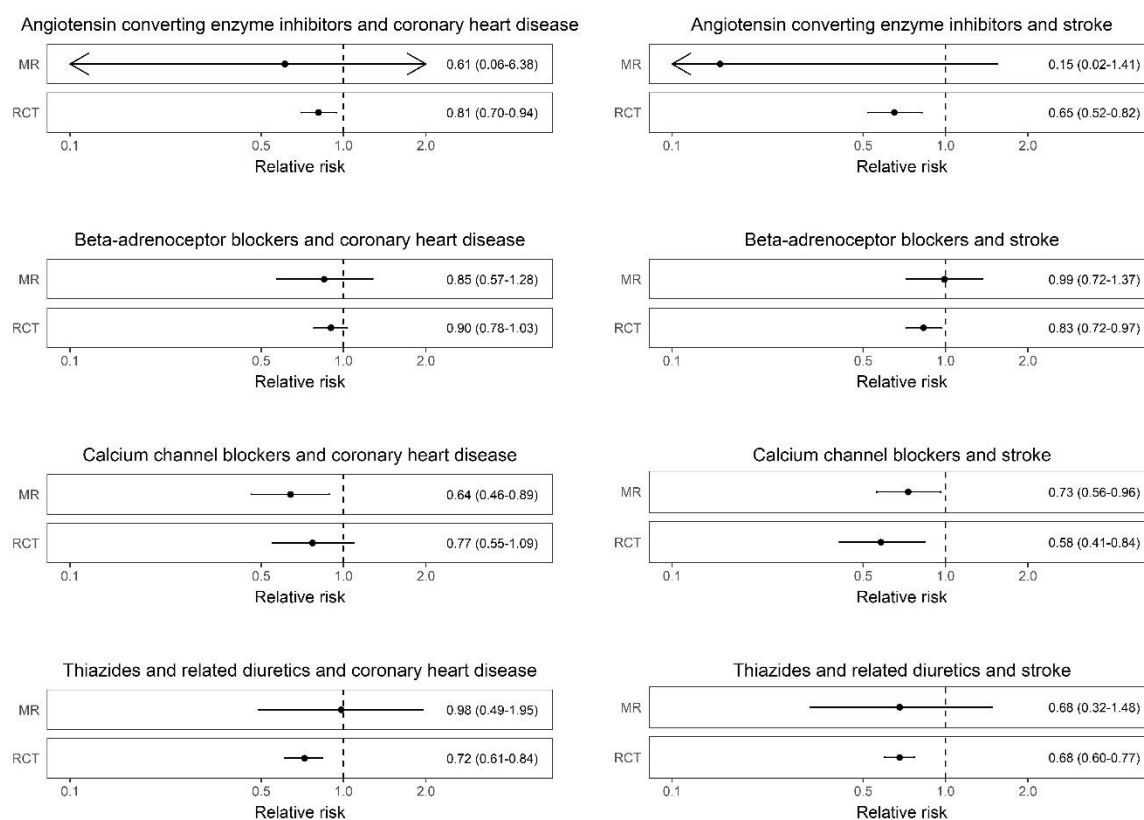 Angiotensin converting enzyme inhibitors and coronary heart disease
MR 0.61 (0.06-6.38)
RCT 0.81 (0.70-0.94)
0.1 0.5 1.0 2.0
Relative risk
Angiotensin converting enzyme inhibitors and stroke
MR 0.15 (0.02-1.41)
RCT 0.65 (0.52-0.82)
0.1 0.5 1.0 2.0
Relative risk
Beta-adrenoceptor blockers and coronary heart disease
MR 0.85 (0.57-1.28)
RCT 0.90 (0.78-1.03)
0.1 0.5 1.0 2.0
Relative risk
Beta-adrenoceptor blockers and stroke
MR 0.99 (0.72-1.37)
RCT 0.83 (0.72-0.97)
0.1 0.5 1.0 2.0
Relative risk
Calcium channel blockers and coronary heart disease
MR 0.64 (0.46-0.89)
RCT 0.77 (0.55-1.09)
0.1 0.5 1.0 2.0
Relative risk
Calcium channel blockers and stroke
MR 0.73 (0.56-0.96)
RCT 0.58 (0.41-0.84)
0.1 0.5 1.0 2.0
Relative risk
Thiazides and related diuretics and coronary heart disease
MR 0.98 (0.49-1.95)
RCT 0.72 (0.61-0.84)
0.1 0.5 1.0 2.0
Relative risk
Thiazides and related diuretics and stroke
MR 0.68 (0.32-1.48)
RCT 0.68 (0.60-0.77)
0.1 0.5 1.0 2.0
Relative risk